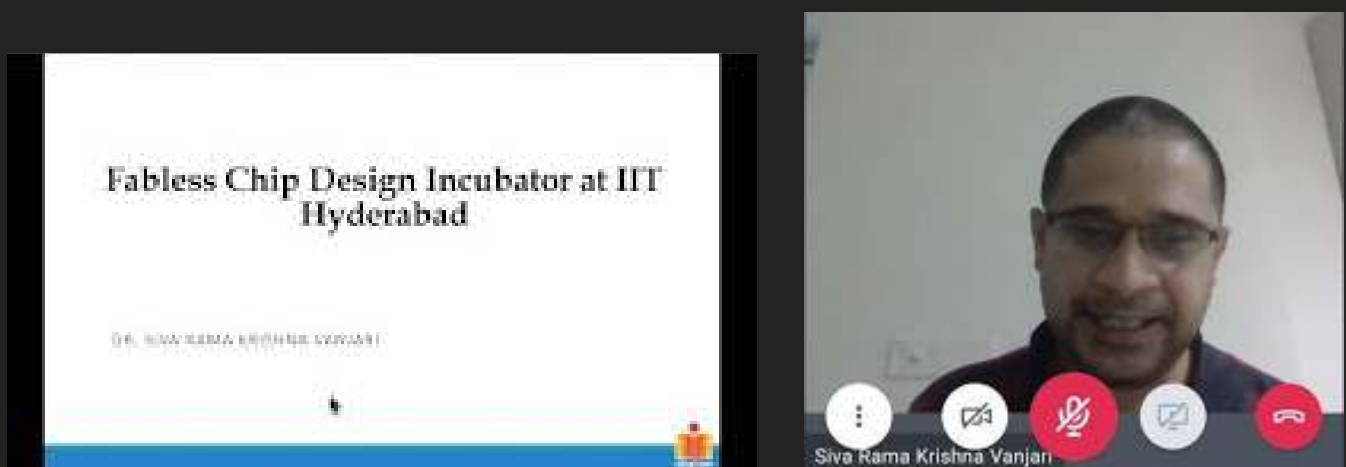 Fabless Chip Design Incubator at IIT
Hyderabad
DR. SIVA RAMA KRISHNA VANJARI
Siva Rama Krishna Vanjari